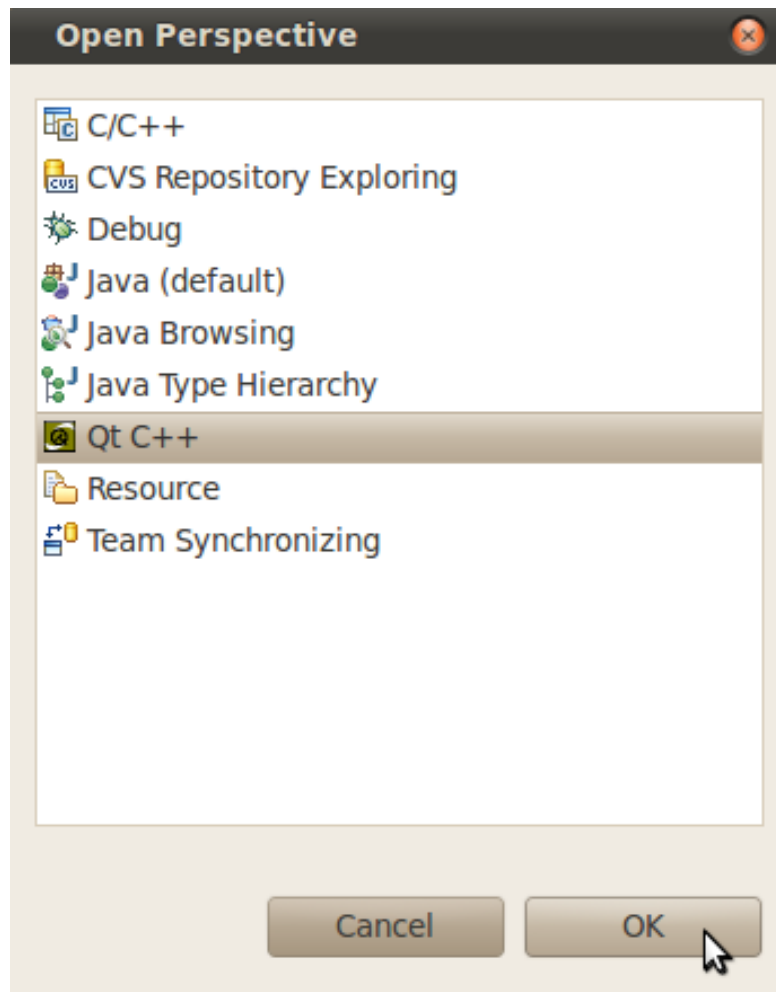 Open Perspective
C/C++
CVS Repository Exploring
Debug
Java (default)
Java Browsing
Java Type Hierarchy
Qt C++
Resource
Team Synchronizing
Cancel OK